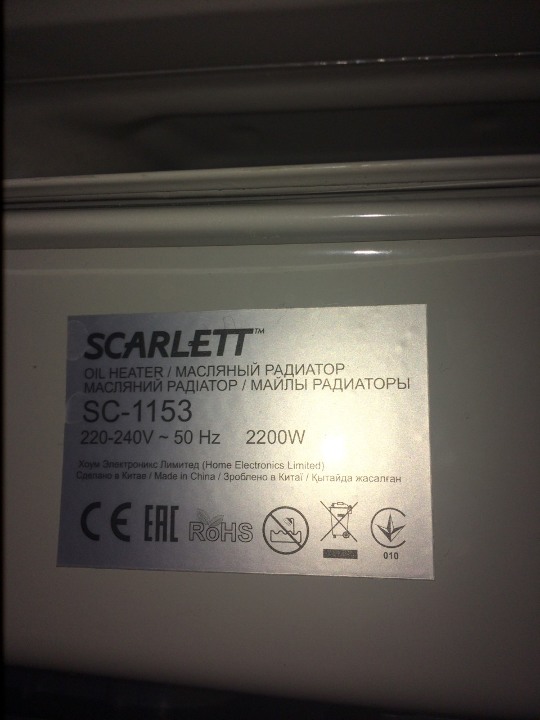 SCARLETT™
OIL HEATER / МАСЛЯНЫЙ РАДИАТОР
МАСЛЯНИЙ РАДІАТОР / МАЙЛЫ РАДИАТОРЫ
SC-1153
220-240V ~ 50 Hz 2200W
Хоум Электроникс Лимитед (Home Electronics Limited)
Сделано в Китае / Made in China / Зроблено в Китаї / Қытайда жасалған
CE EAC RoHS
010